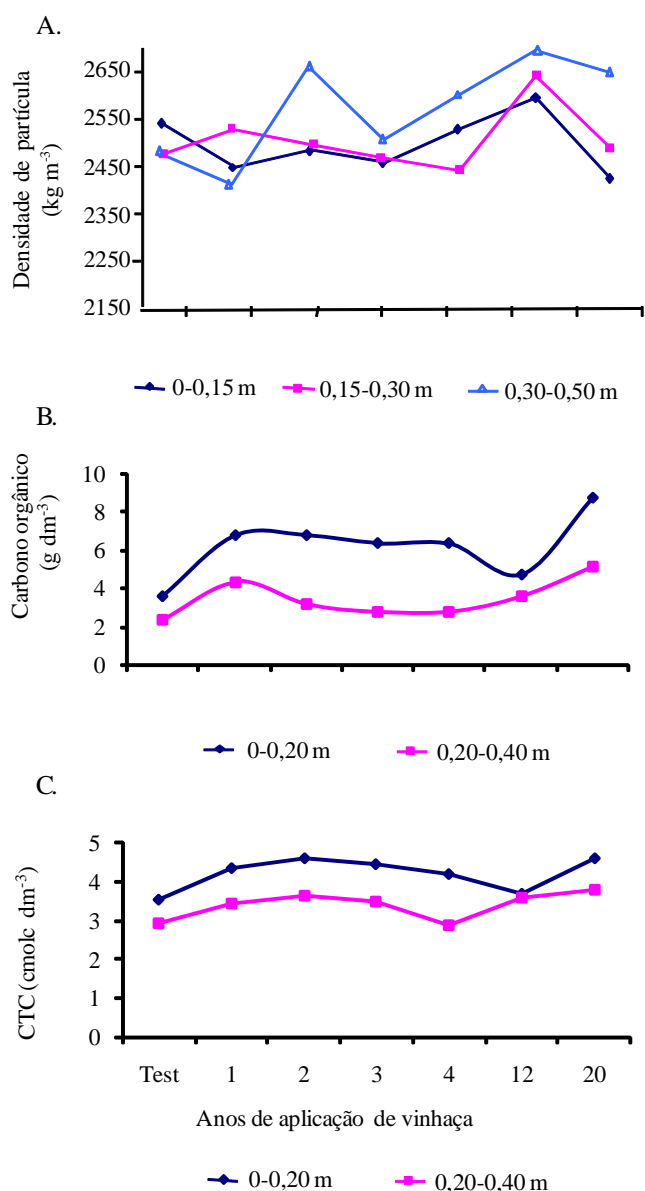 A.
Densidade de partícula
(kg m-3)
2650
2550
2450
2350
2250
2150
0-0,15 m 0,15-0,30 m 0,30-0,50 m
B.
Carbono orgânico
(g dm-3)
10
8
6
4
2
0
0-0,20 m 0,20-0,40 m
C.
CTC (cmolc dm-3)
5
4
3
2
1
0
Test 1 2 3 4 12 20
Anos de aplicação de vinhaça
0-0,20 m 0,20-0,40 m